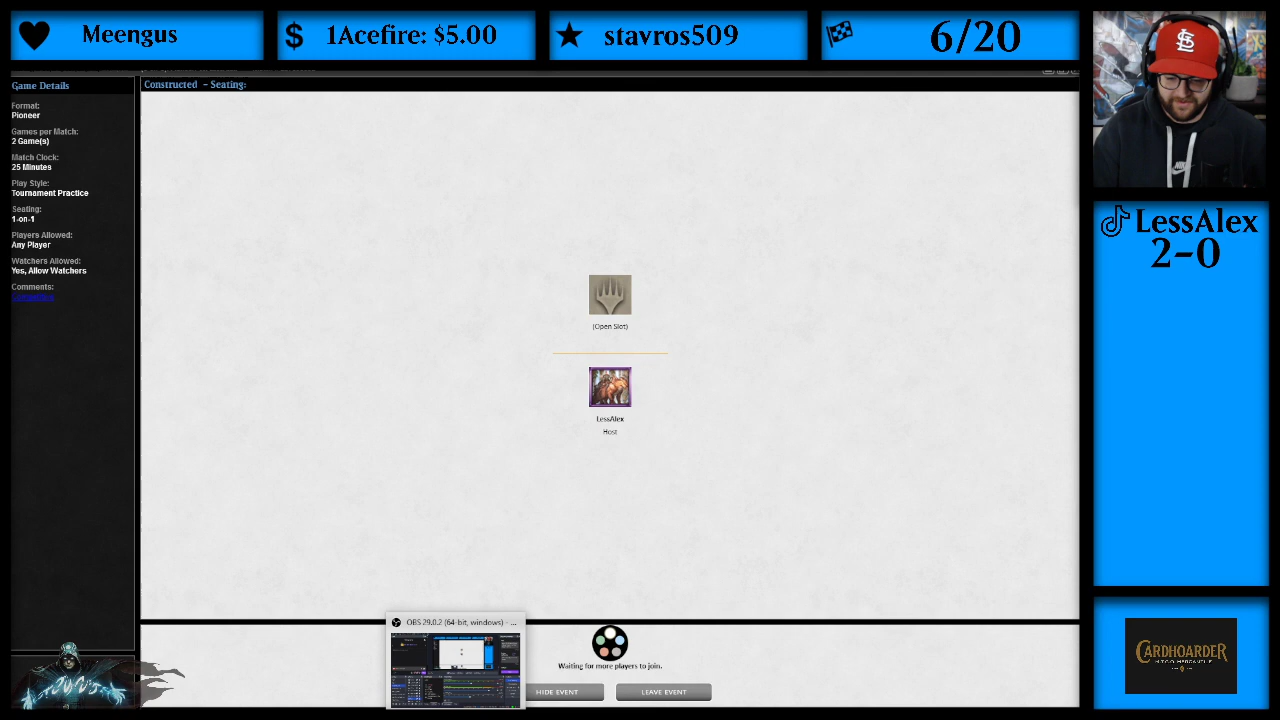 Meengus
$ 1Acefire: $5.00
stavros509
6/20
Game Details
Format:
Pioneer
Games per Match:
2 Game(s)
Match Clock:
25 Minutes
Play Style:
Tournament Practice
Seating:
1-on-1
Players Allowed:
Any Player
Watchers Allowed:
Yes, Allow Watchers
Comments:
Constructed - Seating:
(Open Slot)
LessAlex
Host
OBS 29.0.2 (64-bit, windows) - ...
Waiting for more players to join.
HIDE EVENT
LEAVE EVENT
NIKE
LessAlex
2-0
CARDHOARDER